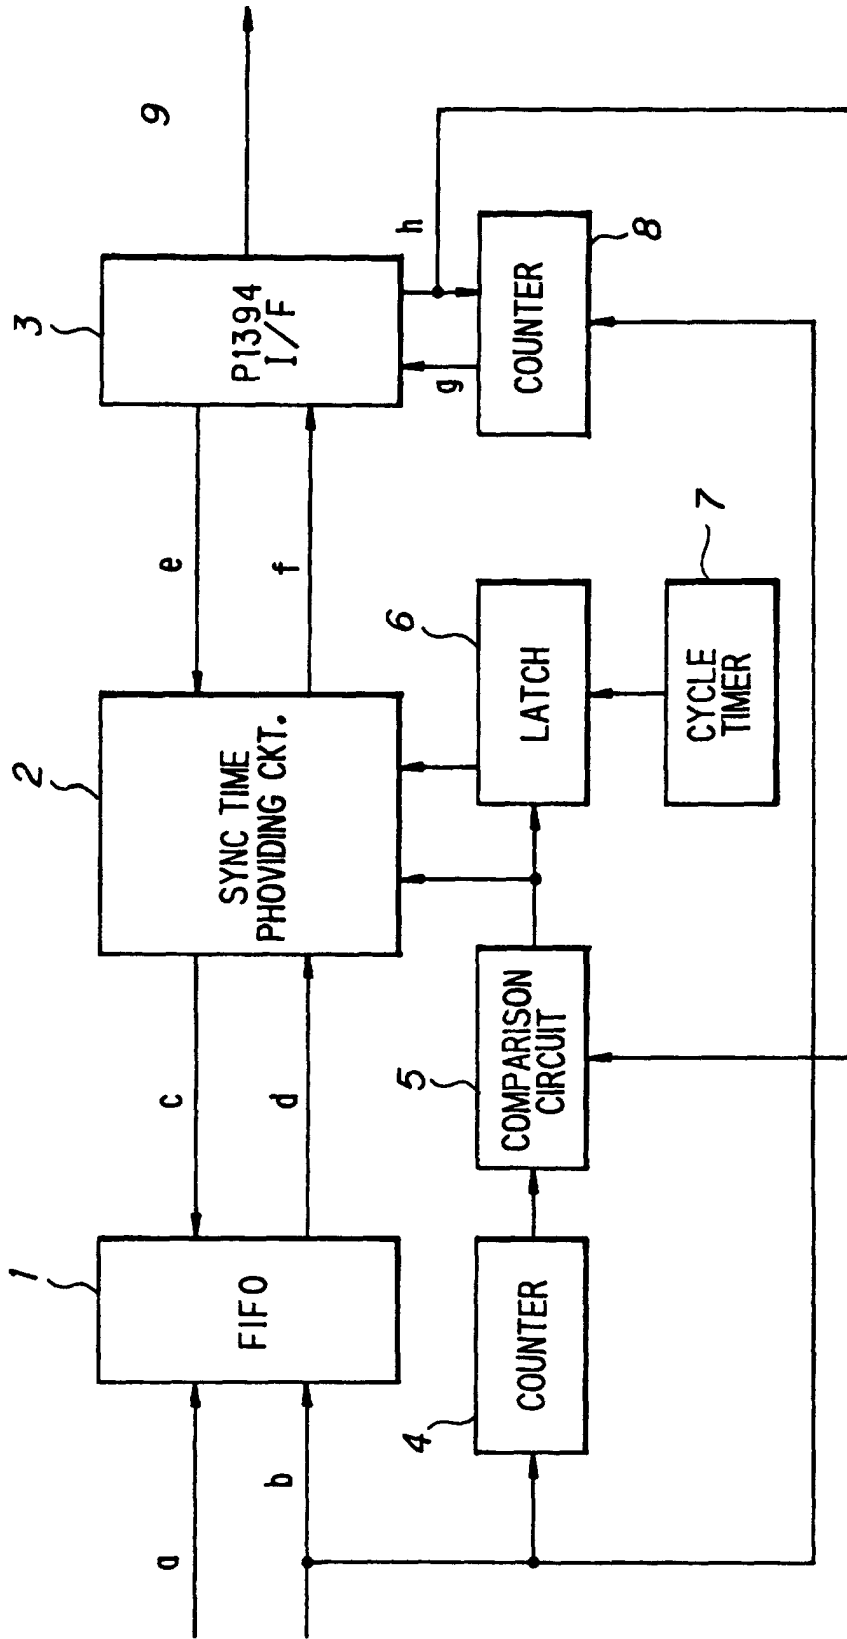 1
2
3
9
FIFO
SYNC TIME
PHOVIDING CKT.
P1394
I/F
a
b
c
d
e
f
g
h
4
COUNTER
5
COMPARISON
CIRCUIT
6
LATCH
7
CYCLE
TIMER
8
COUNTER